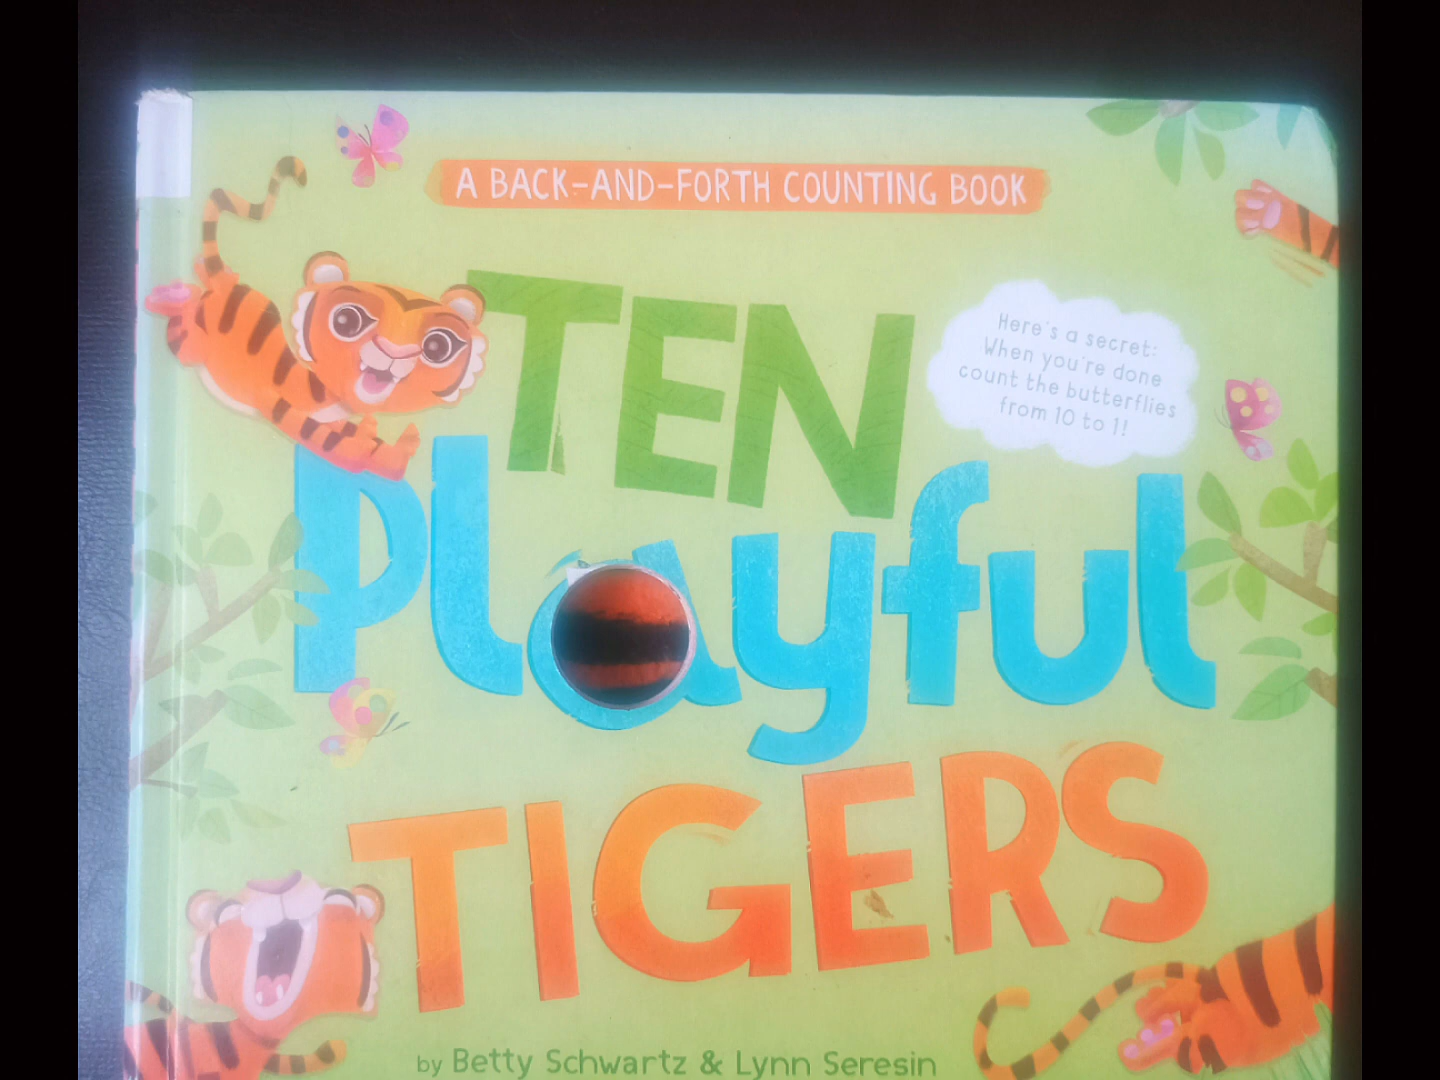 A BACK-AND-FORTH COUNTING BOOK
TEN
Here's a secret:
When you're done
count the butterflies
from 10 to 1!
Playful
TIGERS
by Betty Schwartz & Lynn Seresin